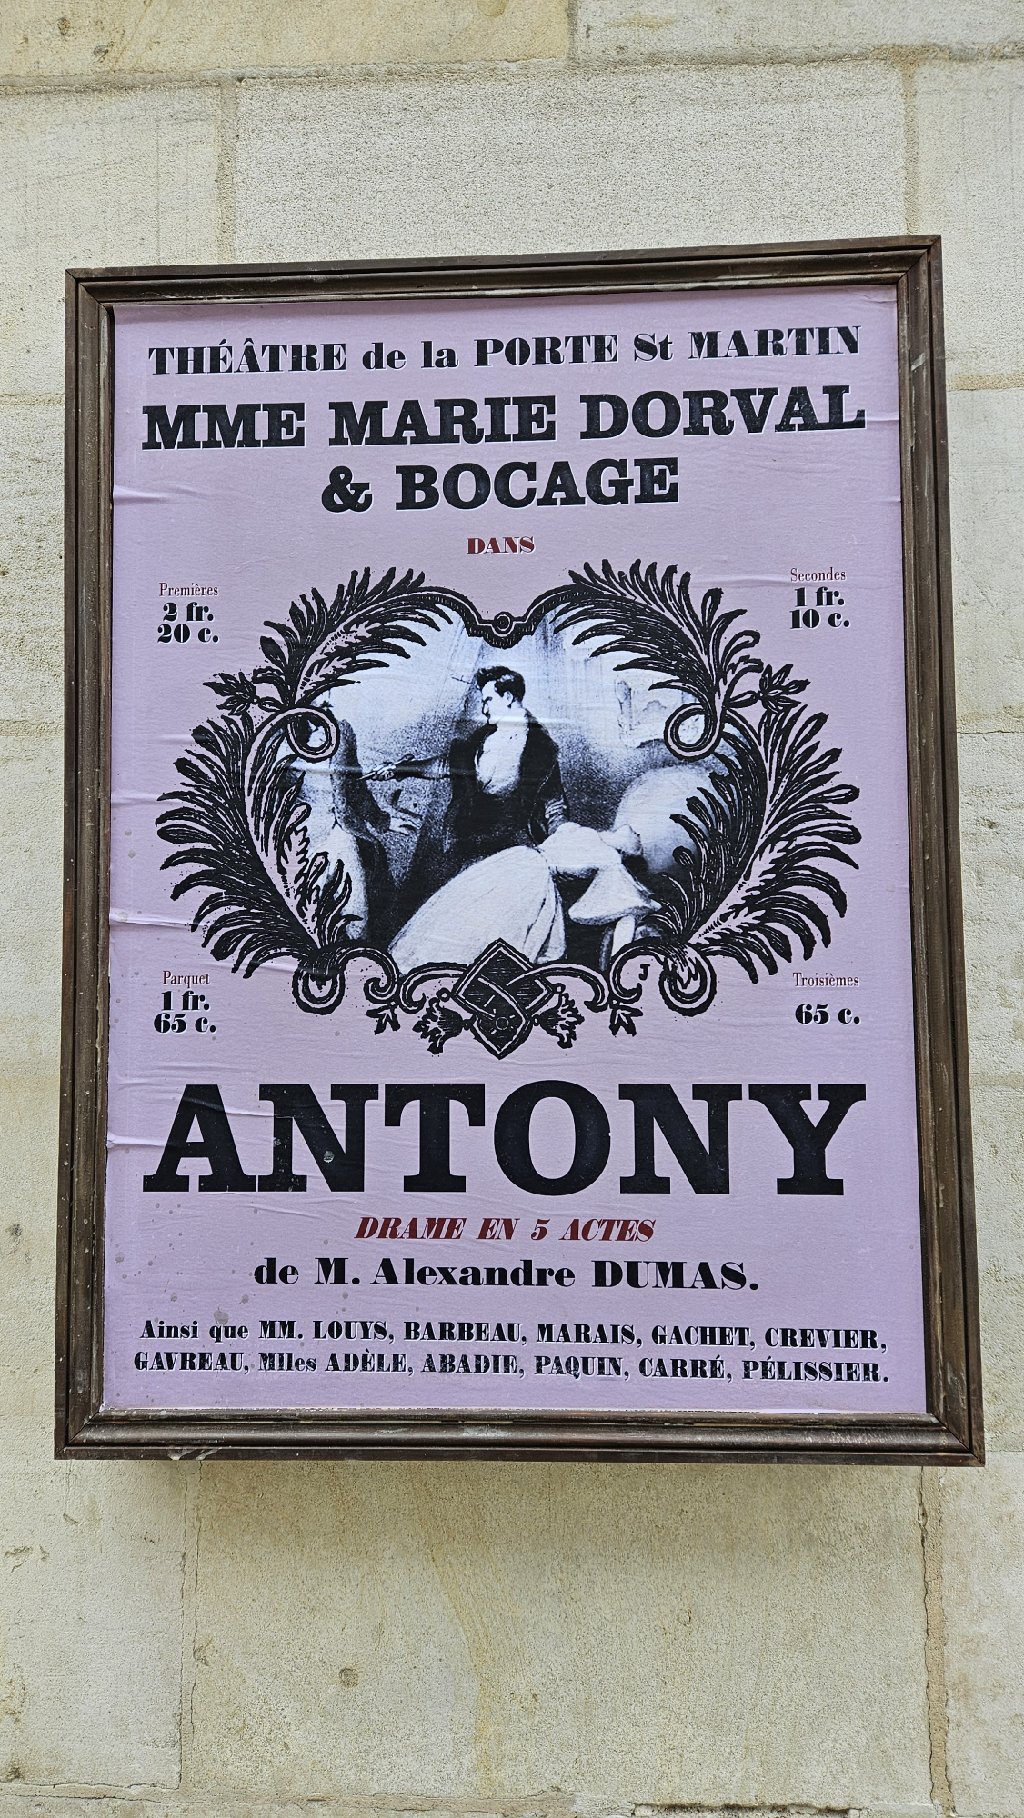 THÉÂTRE de la PORTE St MARTIN
MME MARIE DORVAL
& BOCAGE
DANS
Premières
2 fr.
20 c.
Secondes
1 fr.
10 c.
Parquet
1 fr.
65 c.
Troisièmes
65 c.
ANTONY
DRAME EN 5 ACTES
de M. Alexandre DUMAS.
Ainsi que MM. LOUYS, BARBEAU, MARAIS, GACHET, CREVIER,
GAVREAU, Mlles ADÈLE, ABADIE, PAQUIN, CARRÉ, PÉLISSIER.